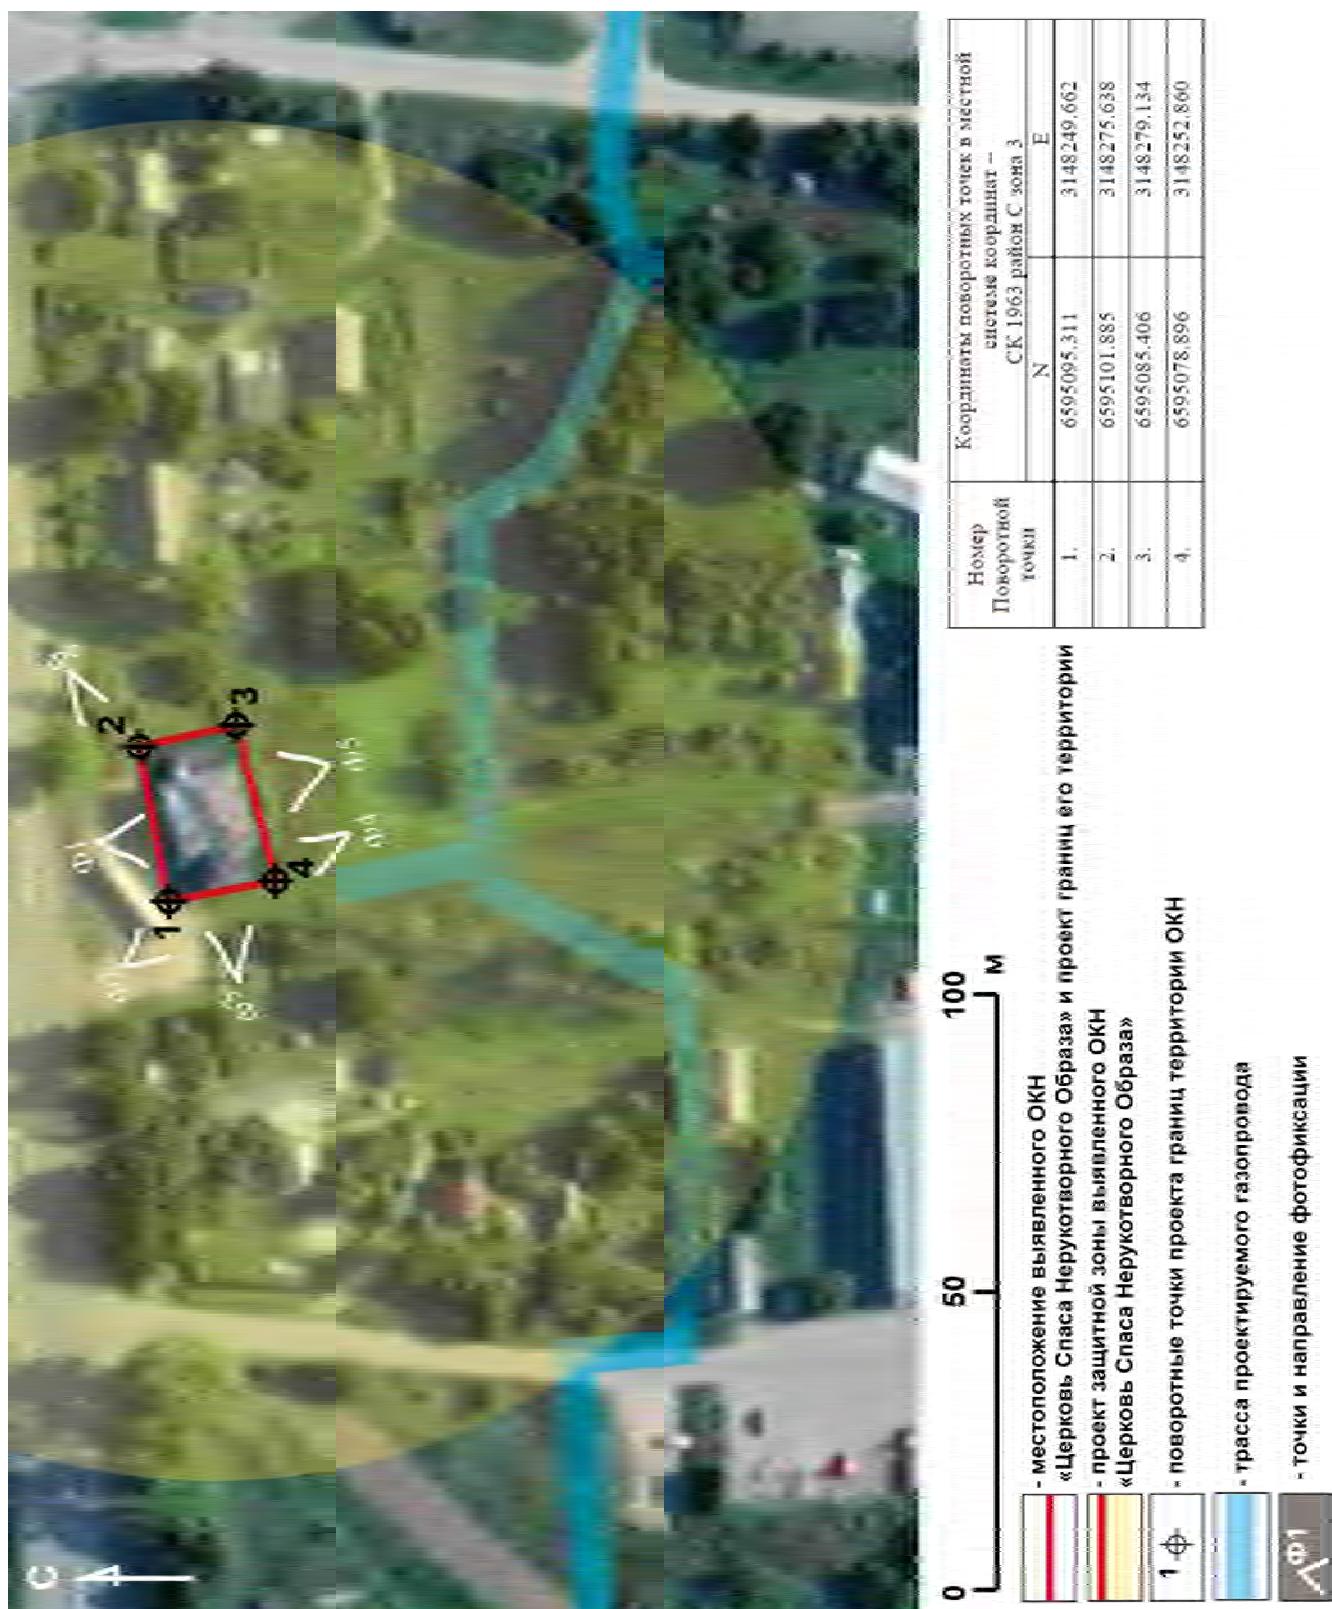 С
1
2
3
4
Ф1
Ф4
Ф5
0 50 100
м
- местоположение выявленного ОКН
«Церковь Спаса Нерукотворного Образа» и проект границ его территории
- проект защитной зоны выявленного ОКН
«Церковь Спаса Нерукотворного Образа»
1 - поворотные точки проекта границ территории ОКН
- трасса проектируемого газопровода
Ф1 - точки и направление фотофиксации
Номер
Поворотной
точки
Координаты поворотных точек в местной
системе координат –
СК 1963 район С зона 3
N E
1. 6595095.311 3148249.662
2. 6595101.885 3148275.638
3. 6595085.406 3148279.134
4. 6595078.896 3148252.860